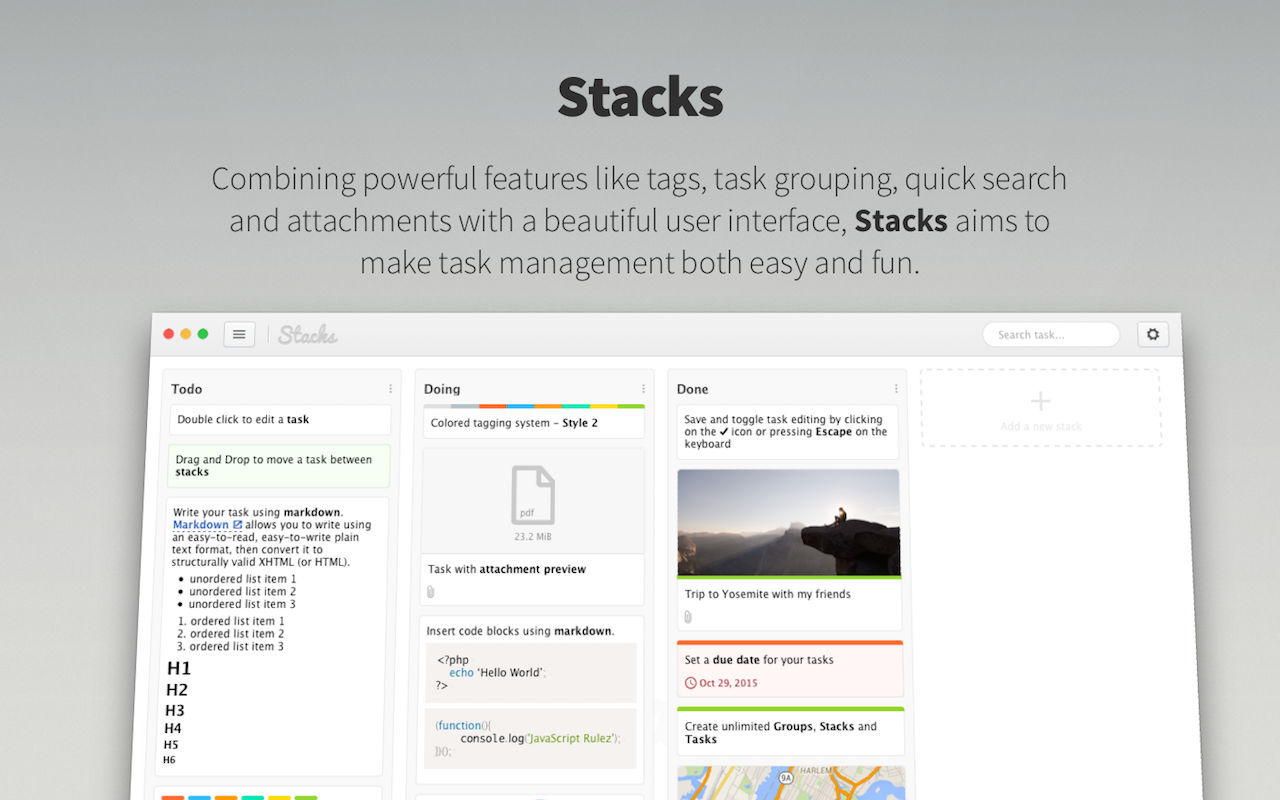 Stacks
Combining powerful features like tags, task grouping, quick search
and attachments with a beautiful user interface, Stacks aims to
make task management both easy and fun.
Stacks
Search task...
Todo
Double click to edit a task
Drag and Drop to move a task between
stacks
Write your task using markdown.
Markdown allows you to write using
an easy-to-read, easy-to-write plain
text format, then convert it to
structurally valid XHTML (or HTML).
• unordered list item 1
• unordered list item 2
• unordered list item 3
1. ordered list item 1
2. ordered list item 2
3. ordered list item 3
H1
H2
H3
H4
H5
H6
Doing
Colored tagging system - Style 2
pdf
23.2 MiB
Task with attachment preview
Insert code blocks using markdown.
<?php
echo 'Hello World';
?>
(function(){
console.log('JavaScript Rulez');
})();
Done
Save and toggle task editing by clicking
on the ✔ icon or pressing Escape on the
keyboard
Trip to Yosemite with my friends
Set a due date for your tasks
Oct 29, 2015
Create unlimited Groups, Stacks and
Tasks
HARLEM
9A
Add a new stack